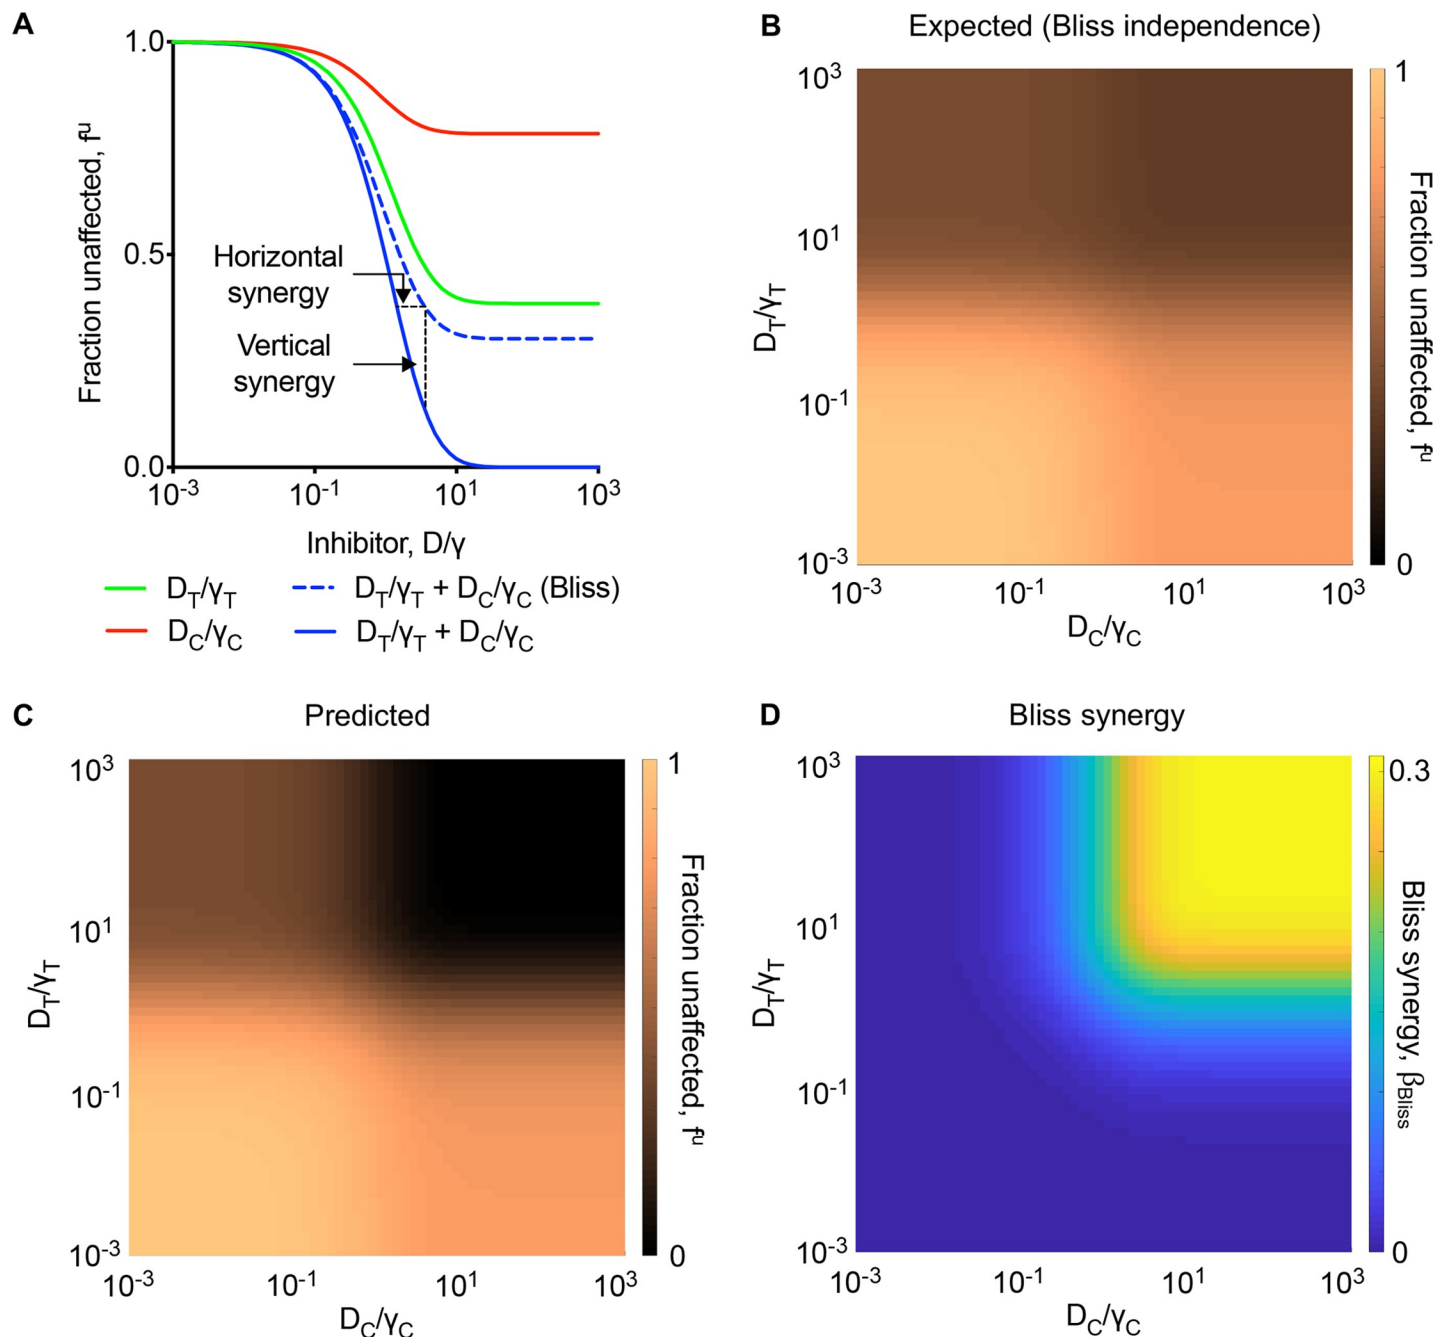 A
1.0
0.5
0.0
Fraction unaffected, fᵘ
Horizontal
synergy
Vertical
synergy
10⁻³ 10⁻¹ 10¹ 10³
Inhibitor, D/γ
D_T/γ_T
D_T/γ_T + D_C/γ_C (Bliss)
D_C/γ_C
D_T/γ_T + D_C/γ_C
B
Expected (Bliss independence)
10³
10¹
10⁻¹
10⁻³
D_T/γ_T
10⁻³ 10⁻¹ 10¹ 10³
D_C/γ_C
1
0
Fraction unaffected, fᵘ
C
Predicted
10³
10¹
10⁻¹
10⁻³
D_T/γ_T
10⁻³ 10⁻¹ 10¹ 10³
D_C/γ_C
1
0
Fraction unaffected, fᵘ
D
Bliss synergy
10³
10¹
10⁻¹
10⁻³
D_T/γ_T
10⁻³ 10⁻¹ 10¹ 10³
D_C/γ_C
0.3
0
Bliss synergy, β_Bliss